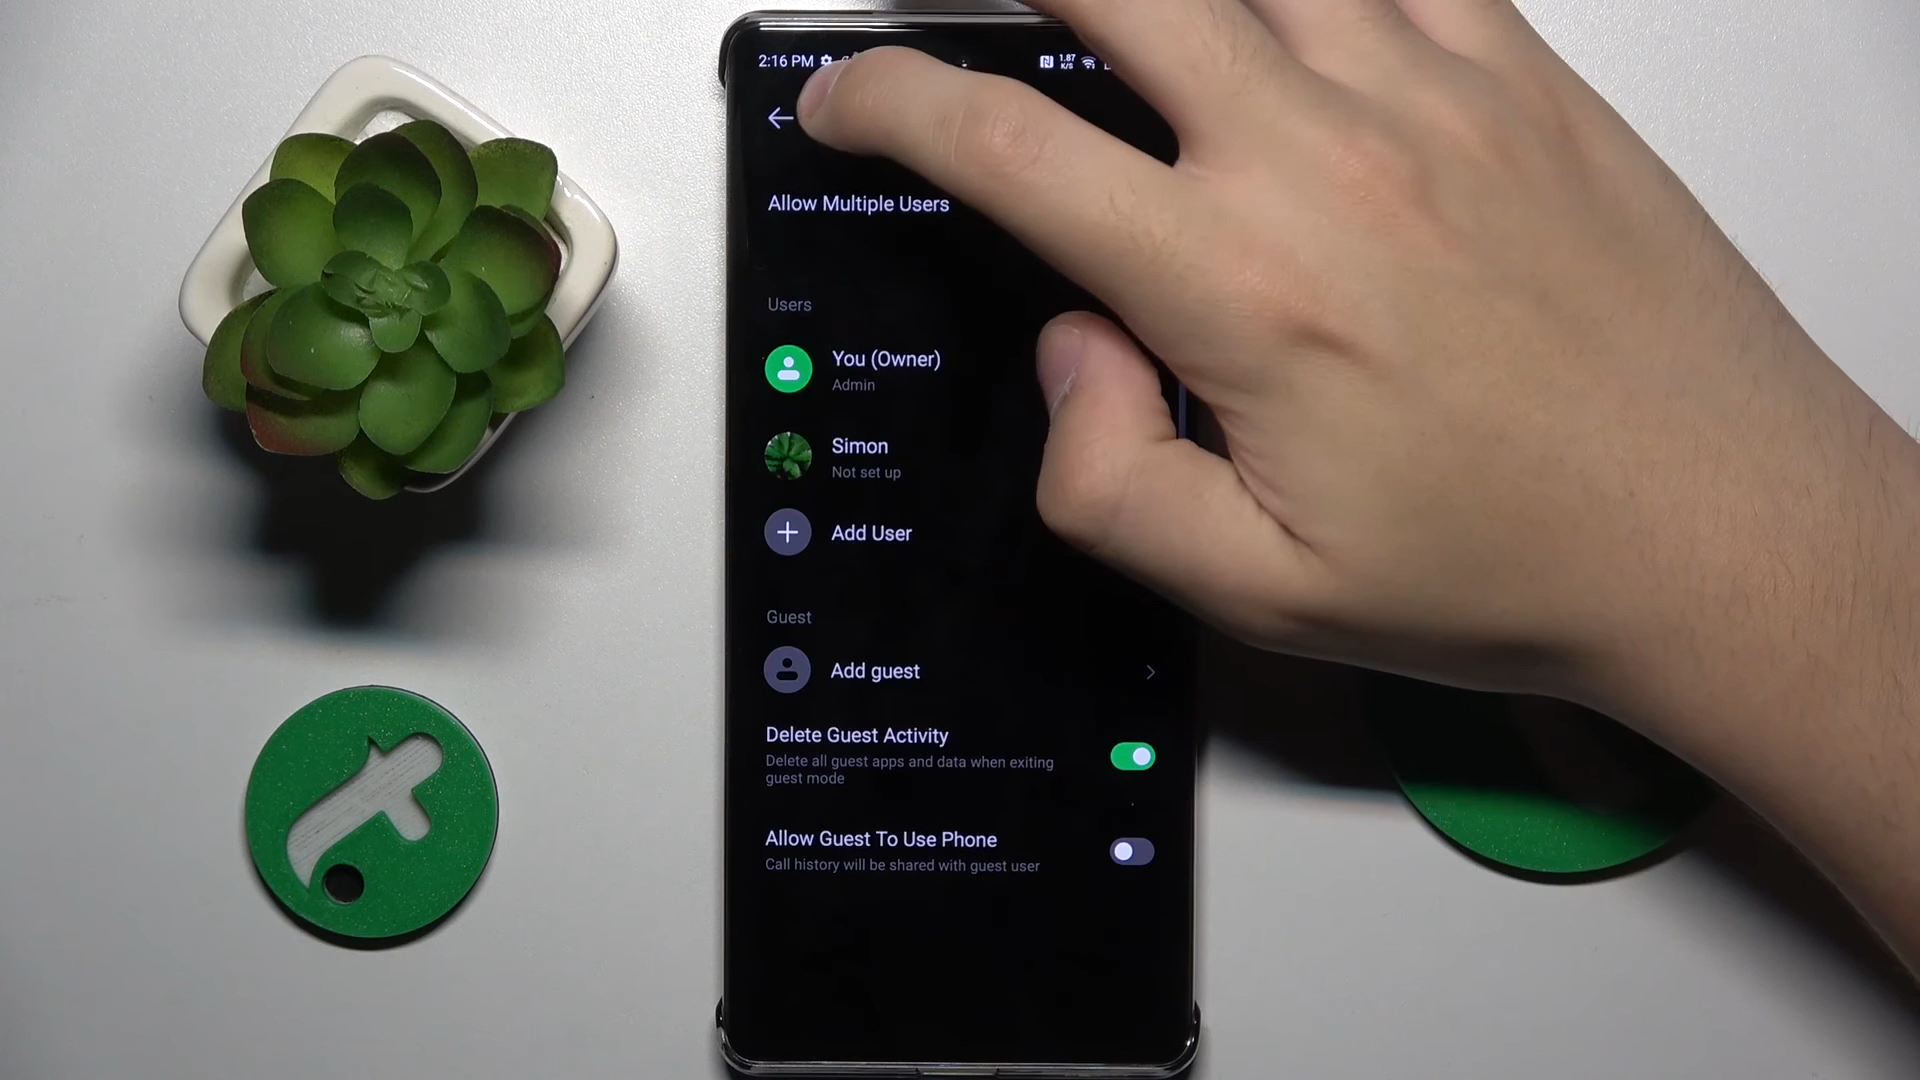 2:16 PM
1.87
K/S
Allow Multiple Users
Users
You (Owner)
Admin
Simon
Not set up
Add User
Guest
Add guest
Delete Guest Activity
Delete all guest apps and data when exiting
guest mode
Allow Guest To Use Phone
Call history will be shared with guest user